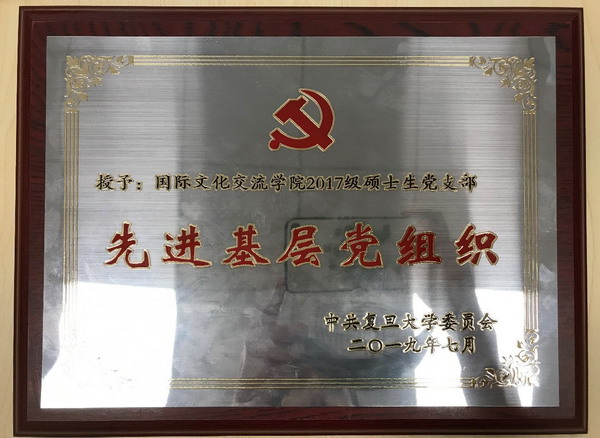 授予：国际文化交流学院2017级硕士生党支部
先进基层党组织
中共复旦大学委员会
二〇一九年七月